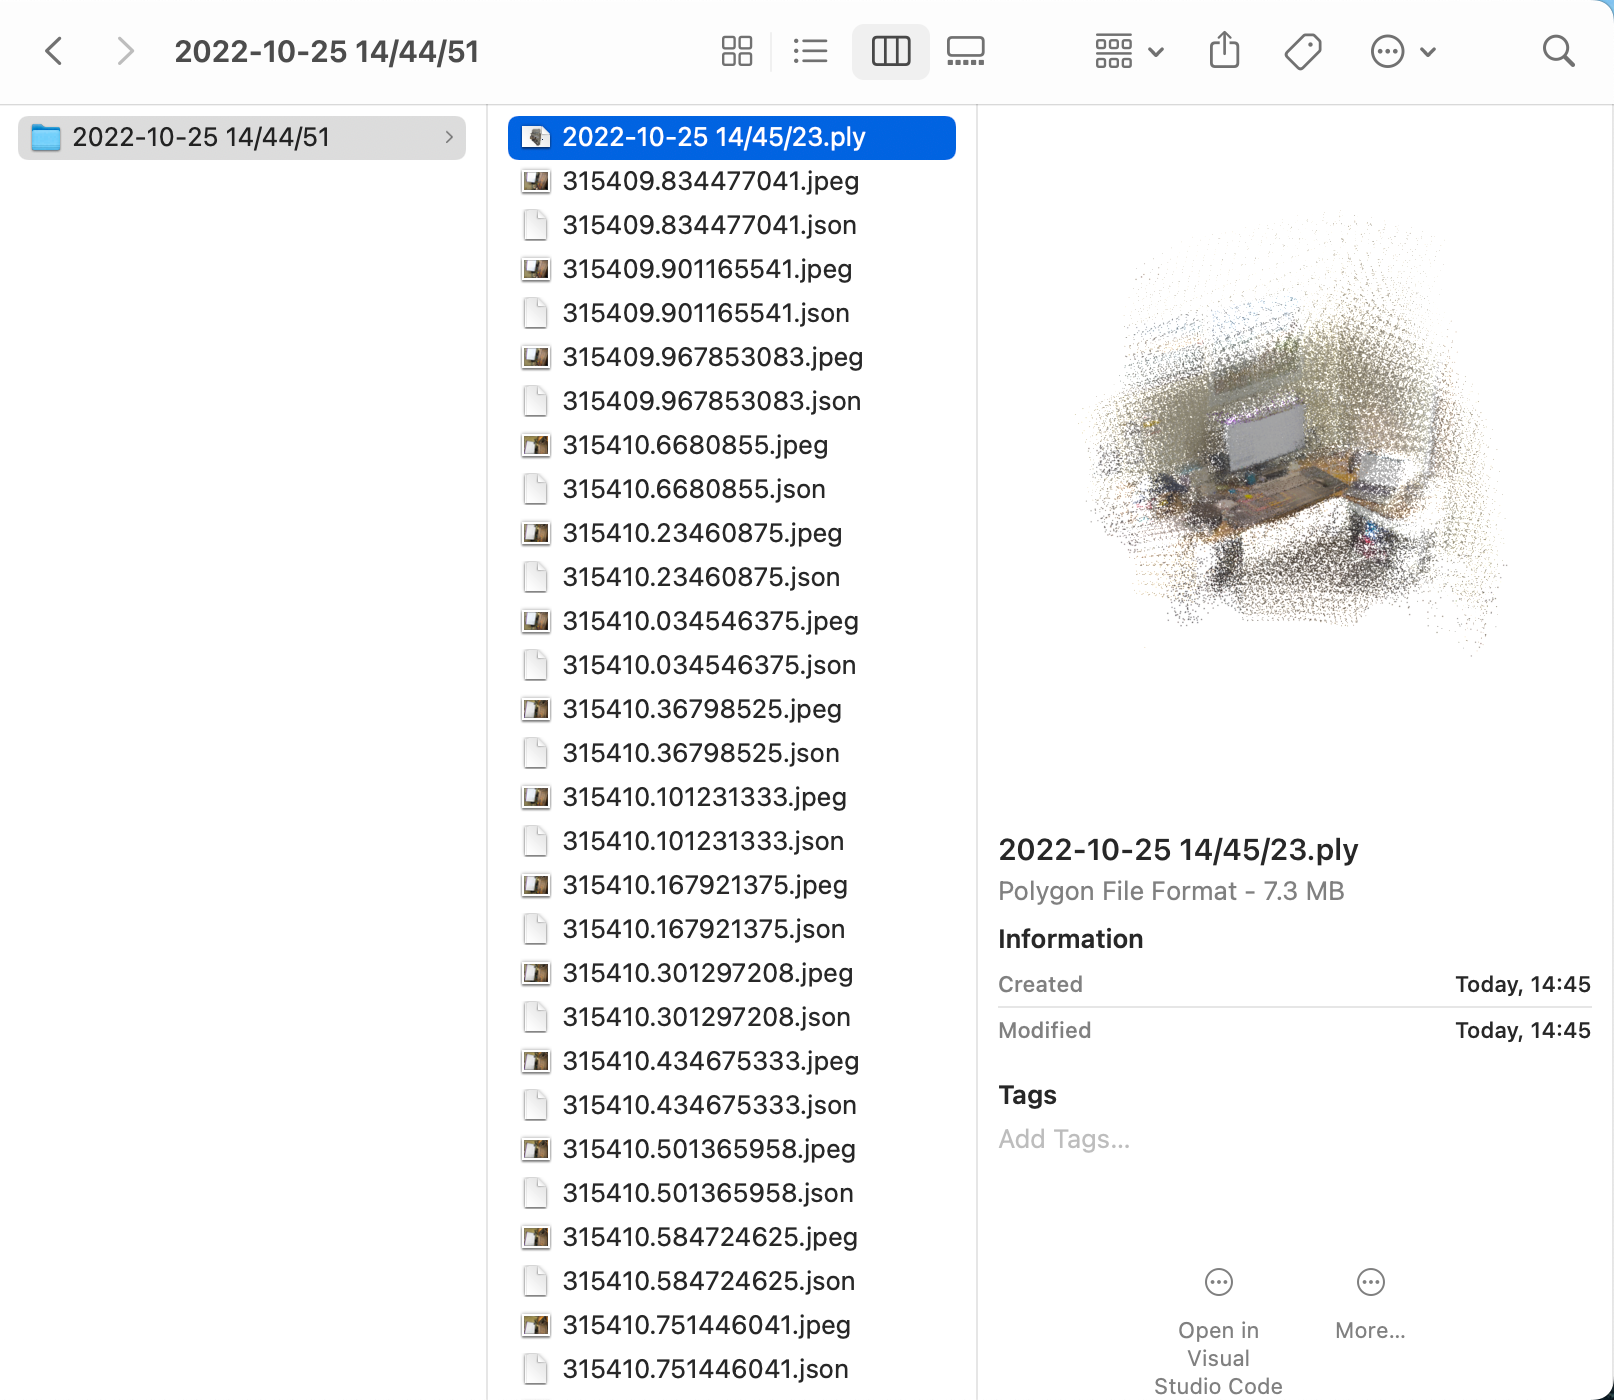 2022-10-25 14/44/51
2022-10-25 14/44/51
2022-10-25 14/45/23.ply
315409.834477041.jpeg
315409.834477041.json
315409.901165541.jpeg
315409.901165541.json
315409.967853083.jpeg
315409.967853083.json
315410.6680855.jpeg
315410.6680855.json
315410.23460875.jpeg
315410.23460875.json
315410.034546375.jpeg
315410.034546375.json
315410.36798525.jpeg
315410.36798525.json
315410.101231333.jpeg
315410.101231333.json
315410.167921375.jpeg
315410.167921375.json
315410.301297208.jpeg
315410.301297208.json
315410.434675333.jpeg
315410.434675333.json
315410.501365958.jpeg
315410.501365958.json
315410.584724625.jpeg
315410.584724625.json
315410.751446041.jpeg
315410.751446041.json
2022-10-25 14/45/23.ply
Polygon File Format - 7.3 MB
Information
Created Today, 14:45
Modified Today, 14:45
Tags
Add Tags...
Open in
Visual
Studio Code
More...